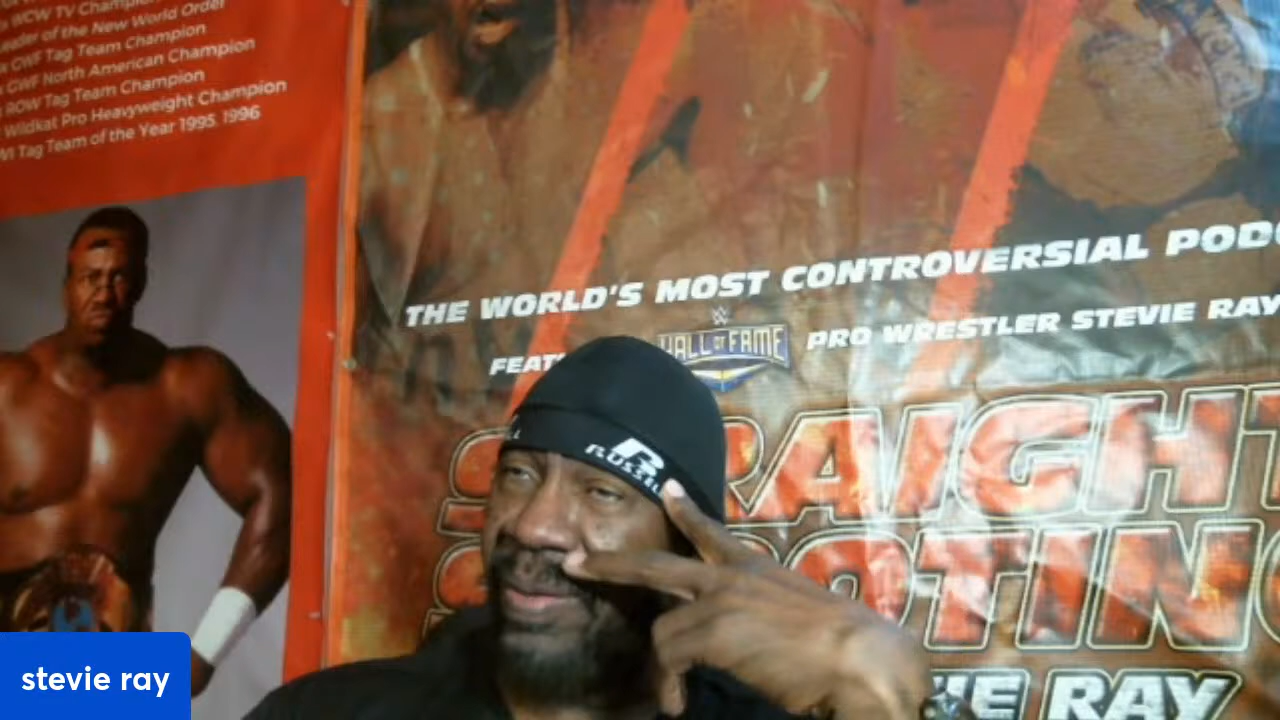 WCW TV Champion
Leader of the New World Order
CWF Tag Team Champion
GWF North American Champion
ROW Tag Team Champion
Wildkat Pro Heavyweight Champion
Tag Team of the Year 1995, 1996
THE WORLD'S MOST CONTROVERSIAL
HALL OF FAME PRO WRESTLER STEVIE RAY
RUSSELL
RAY
stevie ray